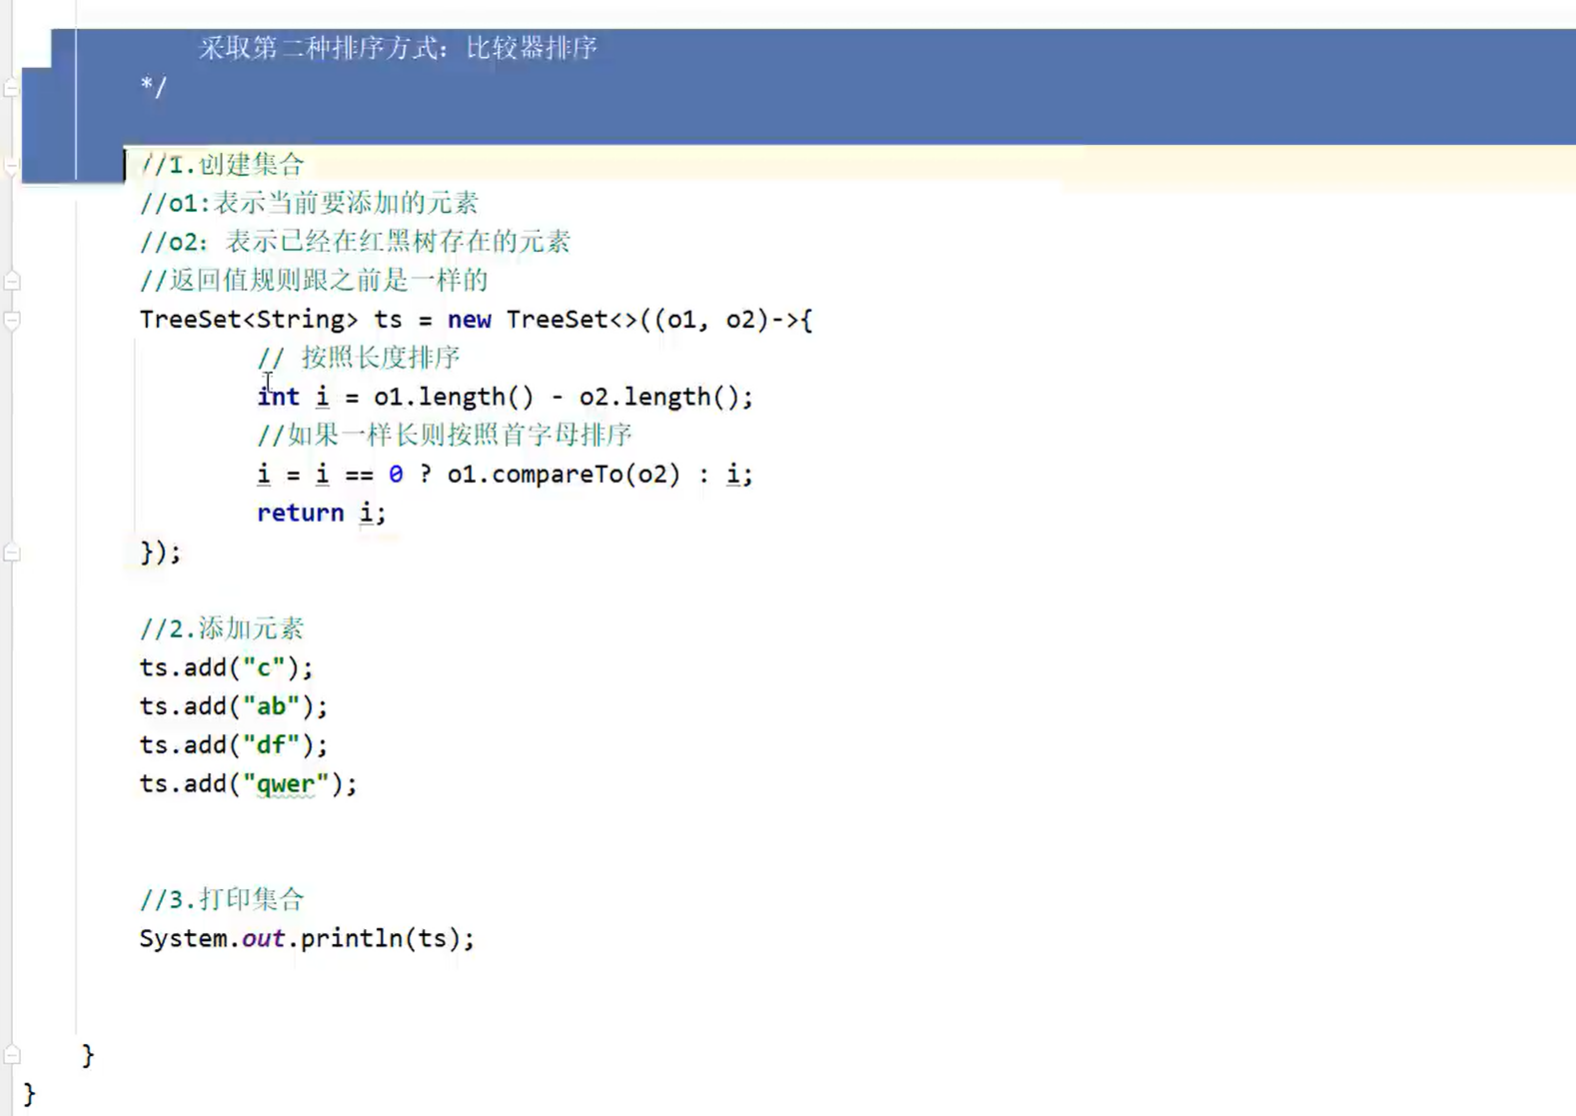 采取第二种排序方式：比较器排序
*/
//1.创建集合
//o1:表示当前要添加的元素
//o2：表示已经在红黑树存在的元素
//返回值规则跟之前是一样的
TreeSet<String> ts = new TreeSet<>((o1, o2)->{
// 按照长度排序
int i = o1.length() - o2.length();
//如果一样长则按照首字母排序
i = i == 0 ? o1.compareTo(o2) : i;
return i;
});
//2.添加元素
ts.add("c");
ts.add("ab");
ts.add("df");
ts.add("qwer");
//3.打印集合
System.out.println(ts);
}
}